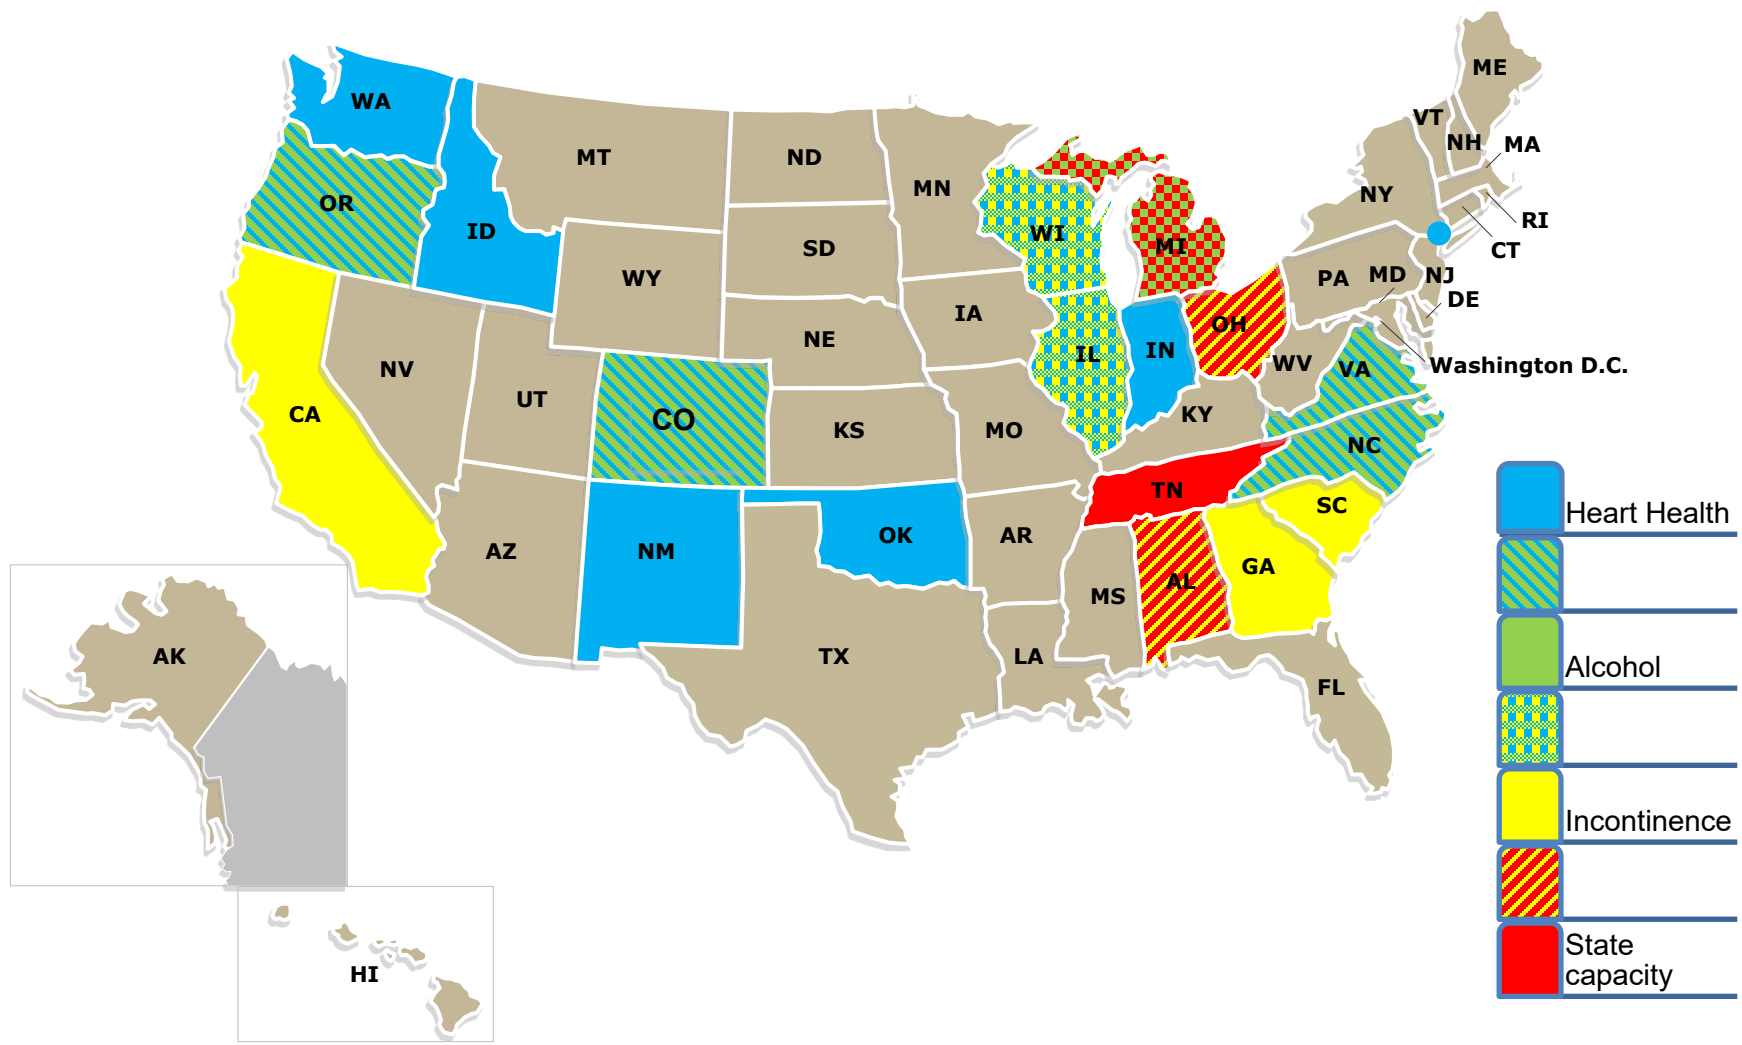 ME
WA
VT
NH
MA
MT
ND
MN
NY
OR
RI
ID
WI
MI
SD
CT
WY
PA
MD
NJ
DE
IA
OH
NE
IL
IN
WV
VA
Washington D.C.
NV
UT
CA
CO
KS
MO
KY
NC
TN
SC
Heart Health
OK
AR
AZ
NM
GA
AL
MS
AK
TX
LA
Alcohol
FL
Incontinence
State
capacity
HI